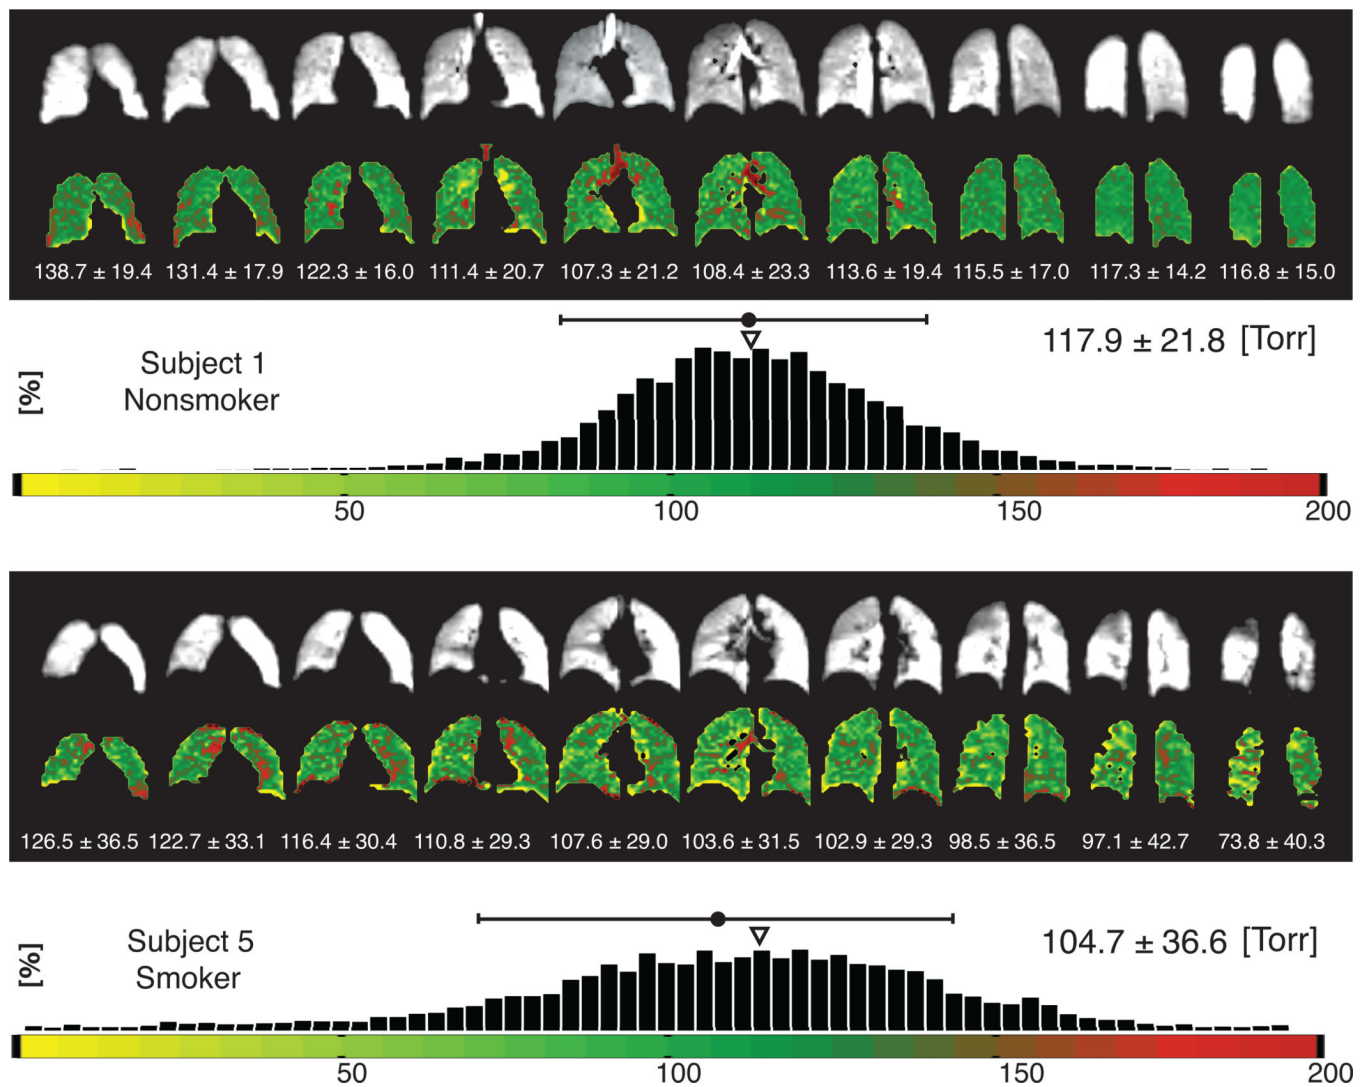 138.7 ± 19.4 131.4 ± 17.9 122.3 ± 16.0 111.4 ± 20.7 107.3 ± 21.2 108.4 ± 23.3 113.6 ± 19.4 115.5 ± 17.0 117.3 ± 14.2 116.8 ± 15.0
117.9 ± 21.8 [Torr]
Subject 1
Nonsmoker
[%]
50 100 150 200
126.5 ± 36.5 122.7 ± 33.1 116.4 ± 30.4 110.8 ± 29.3 107.6 ± 29.0 103.6 ± 31.5 102.9 ± 29.3 98.5 ± 36.5 97.1 ± 42.7 73.8 ± 40.3
104.7 ± 36.6 [Torr]
Subject 5
Smoker
[%]
50 100 150 200